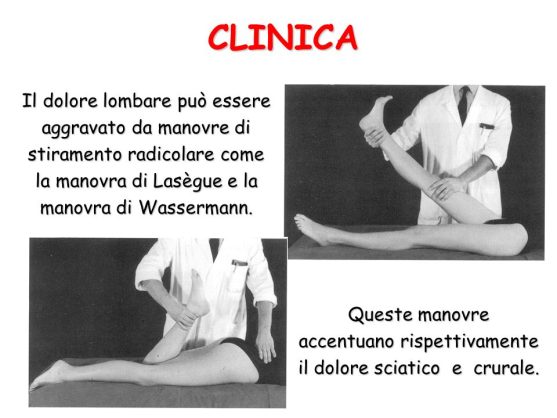 CLINICA
Il dolore lombare può essere
aggravato da manovre di
stiramento radicolare come
la manovra di Lasègue e la
manovra di Wassermann.
Queste manovre
accentuano rispettivamente
il dolore sciatico e crurale.